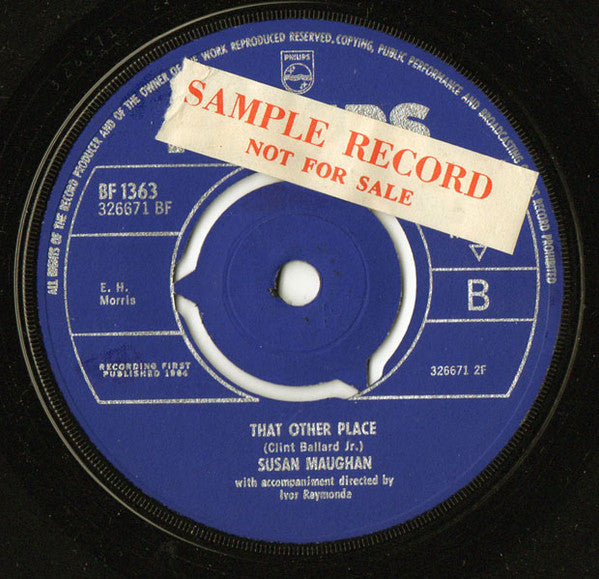 ALL RIGHTS OF THE RECORD PRODUCER AND OF THE OWNER OF THE WORK REPRODUCED RESERVED, COPYING, PUBLIC PERFORMANCE AND BROADCASTING OF THIS RECORD PROHIBITED
PHILIPS
SAMPLE RECORD
NOT FOR SALE
BF 1363
326671 BF
E. H.
Morris
B
RECORDING FIRST
PUBLISHED 1964
326671 2F
THAT OTHER PLACE
(Clint Ballard Jr.)
SUSAN MAUGHAN
with accompaniment directed by
Ivor Raymonde